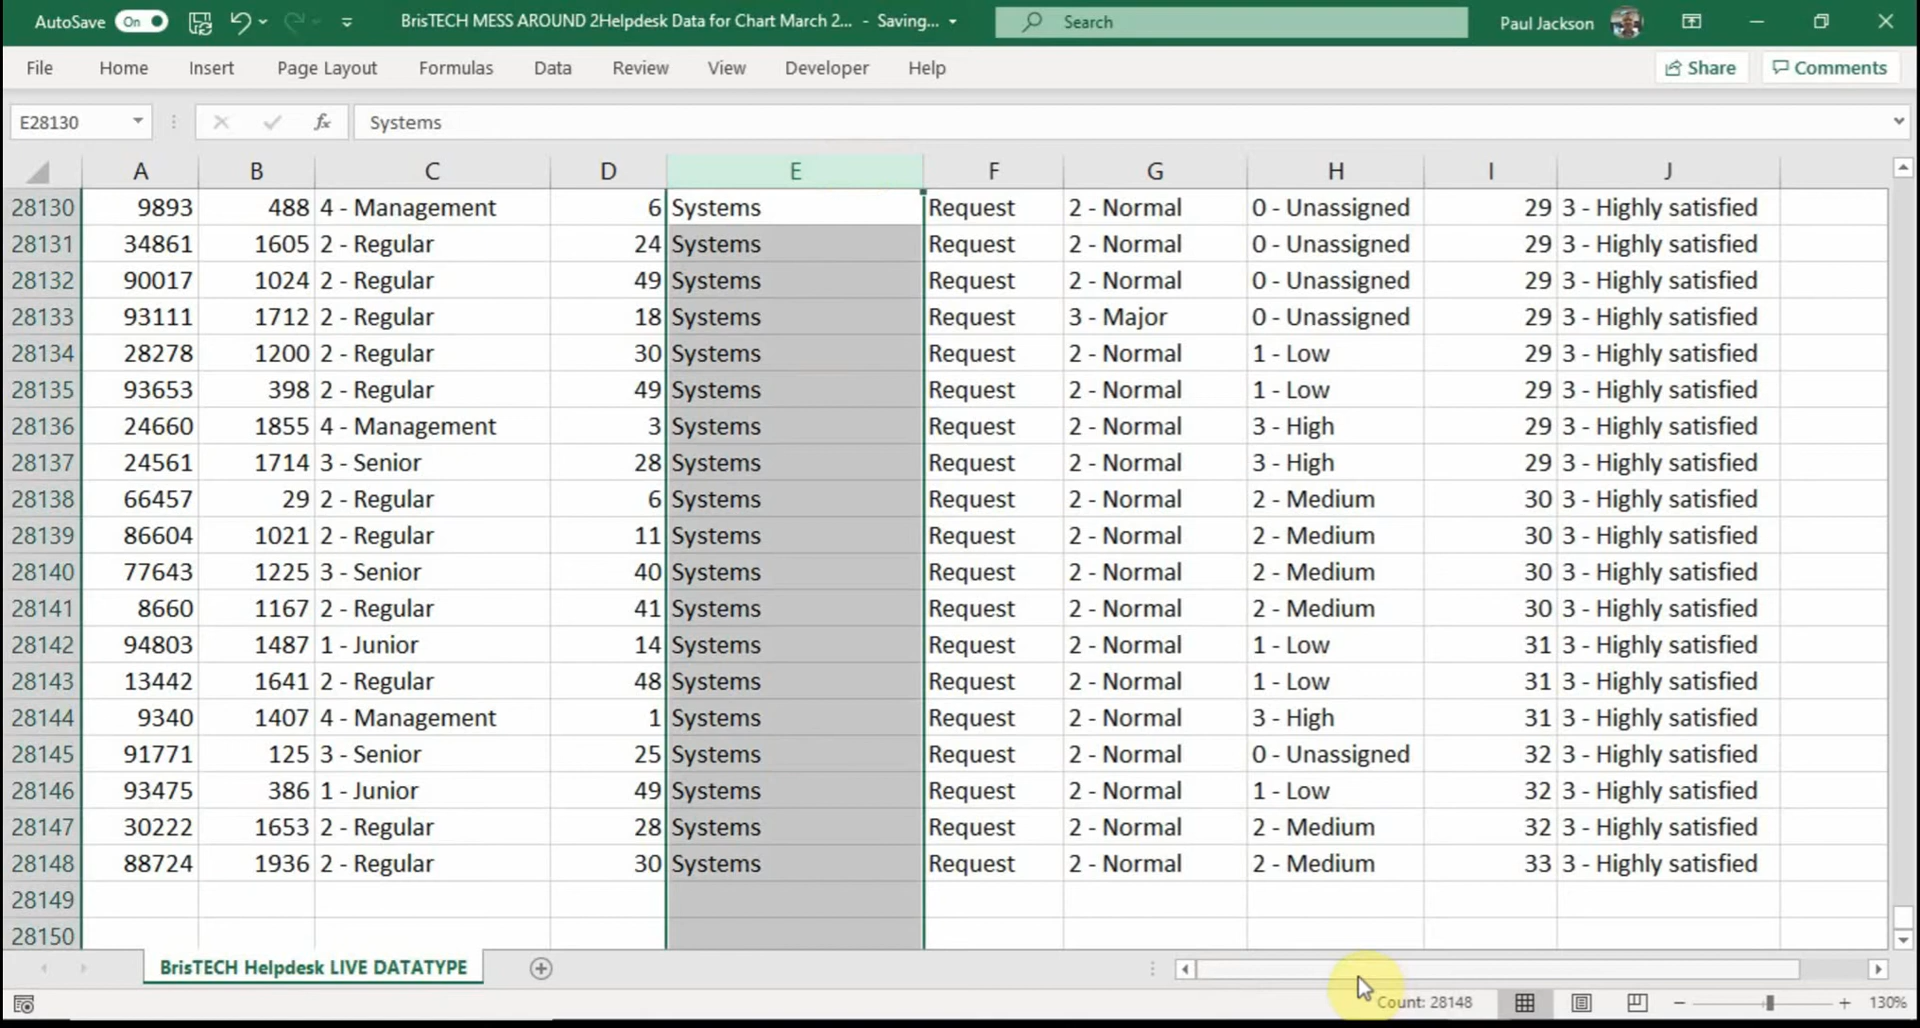 AutoSave On BrisTECH MESS AROUND 2Helpdesk Data for Chart March 2... - Saving... Search Paul Jackson
File Home Insert Page Layout Formulas Data Review View Developer Help Share Comments
E28130 fx Systems
A B C D E F G H I J
28130 9893 488 4 - Management 6 Systems Request 2 - Normal 0 - Unassigned 29 3 - Highly satisfied
28131 34861 1605 2 - Regular 24 Systems Request 2 - Normal 0 - Unassigned 29 3 - Highly satisfied
28132 90017 1024 2 - Regular 49 Systems Request 2 - Normal 0 - Unassigned 29 3 - Highly satisfied
28133 93111 1712 2 - Regular 18 Systems Request 3 - Major 0 - Unassigned 29 3 - Highly satisfied
28134 28278 1200 2 - Regular 30 Systems Request 2 - Normal 1 - Low 29 3 - Highly satisfied
28135 93653 398 2 - Regular 49 Systems Request 2 - Normal 1 - Low 29 3 - Highly satisfied
28136 24660 1855 4 - Management 3 Systems Request 2 - Normal 3 - High 29 3 - Highly satisfied
28137 24561 1714 3 - Senior 28 Systems Request 2 - Normal 3 - High 29 3 - Highly satisfied
28138 66457 29 2 - Regular 6 Systems Request 2 - Normal 2 - Medium 30 3 - Highly satisfied
28139 86604 1021 2 - Regular 11 Systems Request 2 - Normal 2 - Medium 30 3 - Highly satisfied
28140 77643 1225 3 - Senior 40 Systems Request 2 - Normal 2 - Medium 30 3 - Highly satisfied
28141 8660 1167 2 - Regular 41 Systems Request 2 - Normal 2 - Medium 30 3 - Highly satisfied
28142 94803 1487 1 - Junior 14 Systems Request 2 - Normal 1 - Low 31 3 - Highly satisfied
28143 13442 1641 2 - Regular 48 Systems Request 2 - Normal 1 - Low 31 3 - Highly satisfied
28144 9340 1407 4 - Management 1 Systems Request 2 - Normal 3 - High 31 3 - Highly satisfied
28145 91771 125 3 - Senior 25 Systems Request 2 - Normal 0 - Unassigned 32 3 - Highly satisfied
28146 93475 386 1 - Junior 49 Systems Request 2 - Normal 1 - Low 32 3 - Highly satisfied
28147 30222 1653 2 - Regular 28 Systems Request 2 - Normal 2 - Medium 32 3 - Highly satisfied
28148 88724 1936 2 - Regular 30 Systems Request 2 - Normal 2 - Medium 33 3 - Highly satisfied
28149
28150
BrisTECH Helpdesk LIVE DATATYPE
Count: 28148 130%